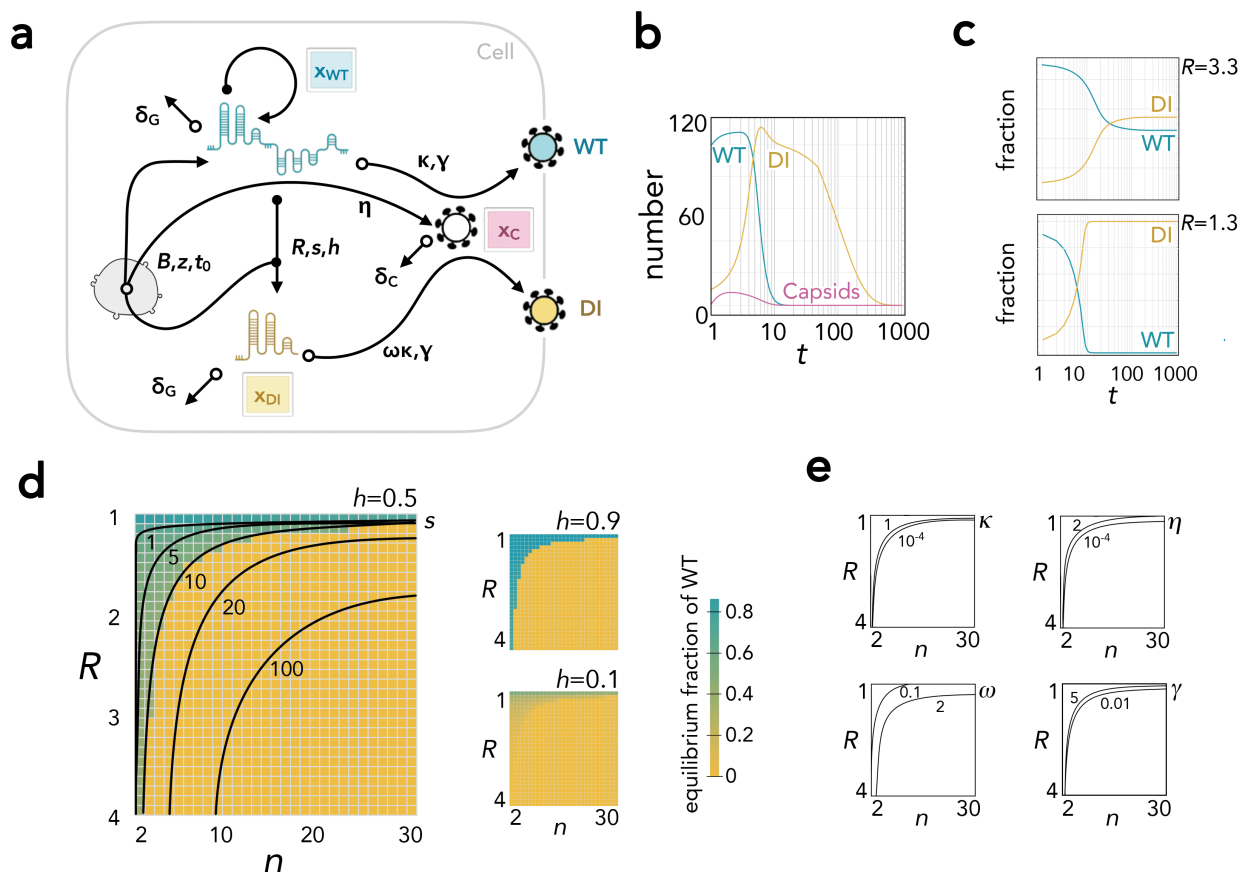 a
Cell
x_WT
δ_G
WT
κ,γ
η
x_C
B,z,t_0
R,s,h
δ_C
DI
ωκ,γ
δ_G
x_DI
b
120
WT
DI
number
60
Capsids
0
1
10
100
1000
t
c
R=3.3
DI
WT
fraction
R=1.3
DI
WT
fraction
1
10
100
1000
t
d
h=0.5
s
1
1
5
10
20
100
2
R
3
4
2
10
20
30
n
h=0.9
1
R
4
h=0.1
1
R
4
2
30
n
equilibrium fraction of WT
0.8
0.6
0.4
0.2
0
e
κ
1
1
10^-4
R
4
2
30
n
η
1
2
10^-4
R
4
2
30
n
ω
1
0.1
2
R
4
2
30
n
γ
1
5
0.01
R
4
2
30
n